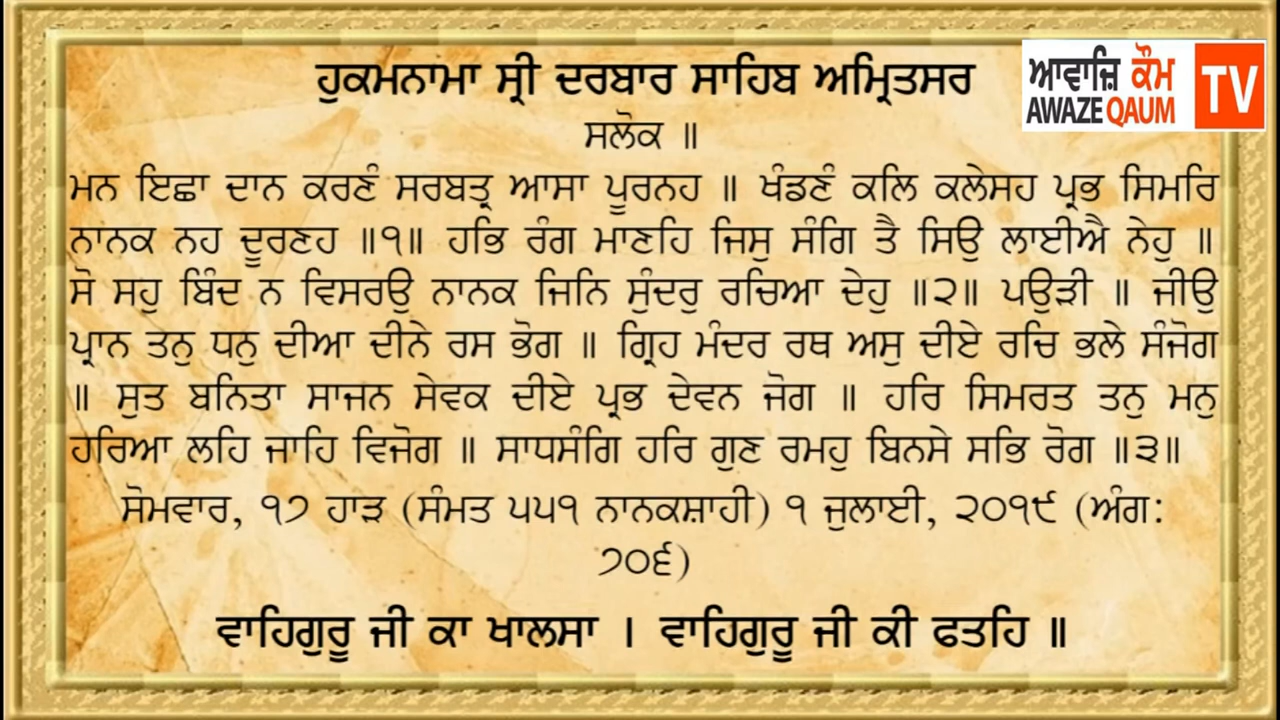 ਹੁਕਮਨਾਮਾ ਸ੍ਰੀ ਦਰਬਾਰ ਸਾਹਿਬ ਅਮ੍ਰਿਤਸਰ
ਆਵਾਜ਼ਿ ਕੌਮ
AWAZE QAUM
TV
ਸਲੋਕ ॥
ਮਨ ਇਛਾ ਦਾਨ ਕਰਣੰ ਸਰਬਤ੍ਰ ਆਸਾ ਪੂਰਨਹ ॥ ਖੰਡਣੰ ਕਲਿ ਕਲੇਸਹ ਪ੍ਰਭ ਸਿਮਰਿ
ਨਾਨਕ ਨਹ ਦੂਰਣਹ ॥੧॥ ਹਭਿ ਰੰਗ ਮਾਣਹਿ ਜਿਸੁ ਸੰਗਿ ਤੈ ਸਿਉ ਲਾਈਐ ਨੇਹੁ ॥
ਸੋ ਸਹੁ ਬਿੰਦ ਨ ਵਿਸਰਉ ਨਾਨਕ ਜਿਨਿ ਸੁੰਦਰੁ ਰਚਿਆ ਦੇਹੁ ॥੨॥ ਪਉੜੀ ॥ ਜੀਉ
ਪ੍ਰਾਨ ਤਨੁ ਧਨੁ ਦੀਆ ਦੀਨੇ ਰਸ ਭੋਗ ॥ ਗ੍ਰਿਹ ਮੰਦਰ ਰਥ ਅਸੁ ਦੀਏ ਰਚਿ ਭਲੇ ਸੰਜੋਗ
॥ ਸੁਤ ਬਨਿਤਾ ਸਾਜਨ ਸੇਵਕ ਦੀਏ ਪ੍ਰਭ ਦੇਵਨ ਜੋਗ ॥ ਹਰਿ ਸਿਮਰਤ ਤਨੁ ਮਨੁ
ਹਰਿਆ ਲਹਿ ਜਾਹਿ ਵਿਜੋਗ ॥ ਸਾਧਸੰਗਿ ਹਰਿ ਗੁਣ ਰਮਹੁ ਬਿਨਸੇ ਸਭਿ ਰੋਗ ॥੩॥
ਸੋਮਵਾਰ, ੧੭ ਹਾੜ (ਸੰਮਤ ੫੫੧ ਨਾਨਕਸ਼ਾਹੀ) ੧ ਜੁਲਾਈ, ੨੦੧੯ (ਅੰਗ:
੭੦੬)
ਵਾਹਿਗੁਰੂ ਜੀ ਕਾ ਖਾਲਸਾ । ਵਾਹਿਗੁਰੂ ਜੀ ਕੀ ਫਤਹਿ ॥